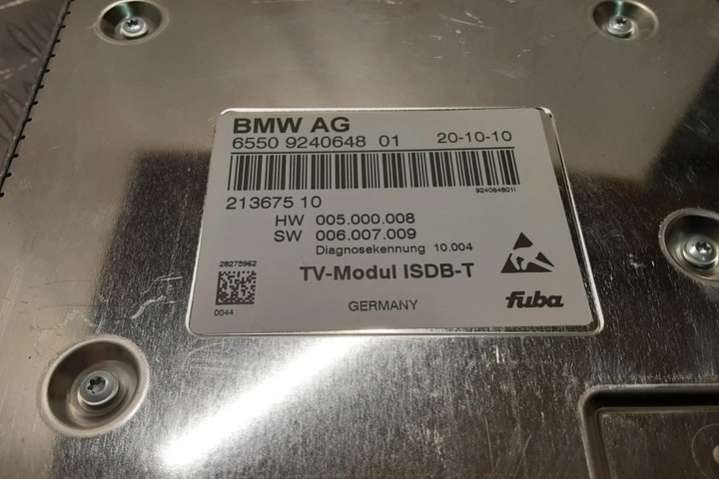 BMW AG
6550 9240648 01 20-10-10
9240648011
213675 10
HW 005.000.008
SW 006.007.009
Diagnosekennung 10.004
28275962
TV-Modul ISDB-T
0044
GERMANY
fuba